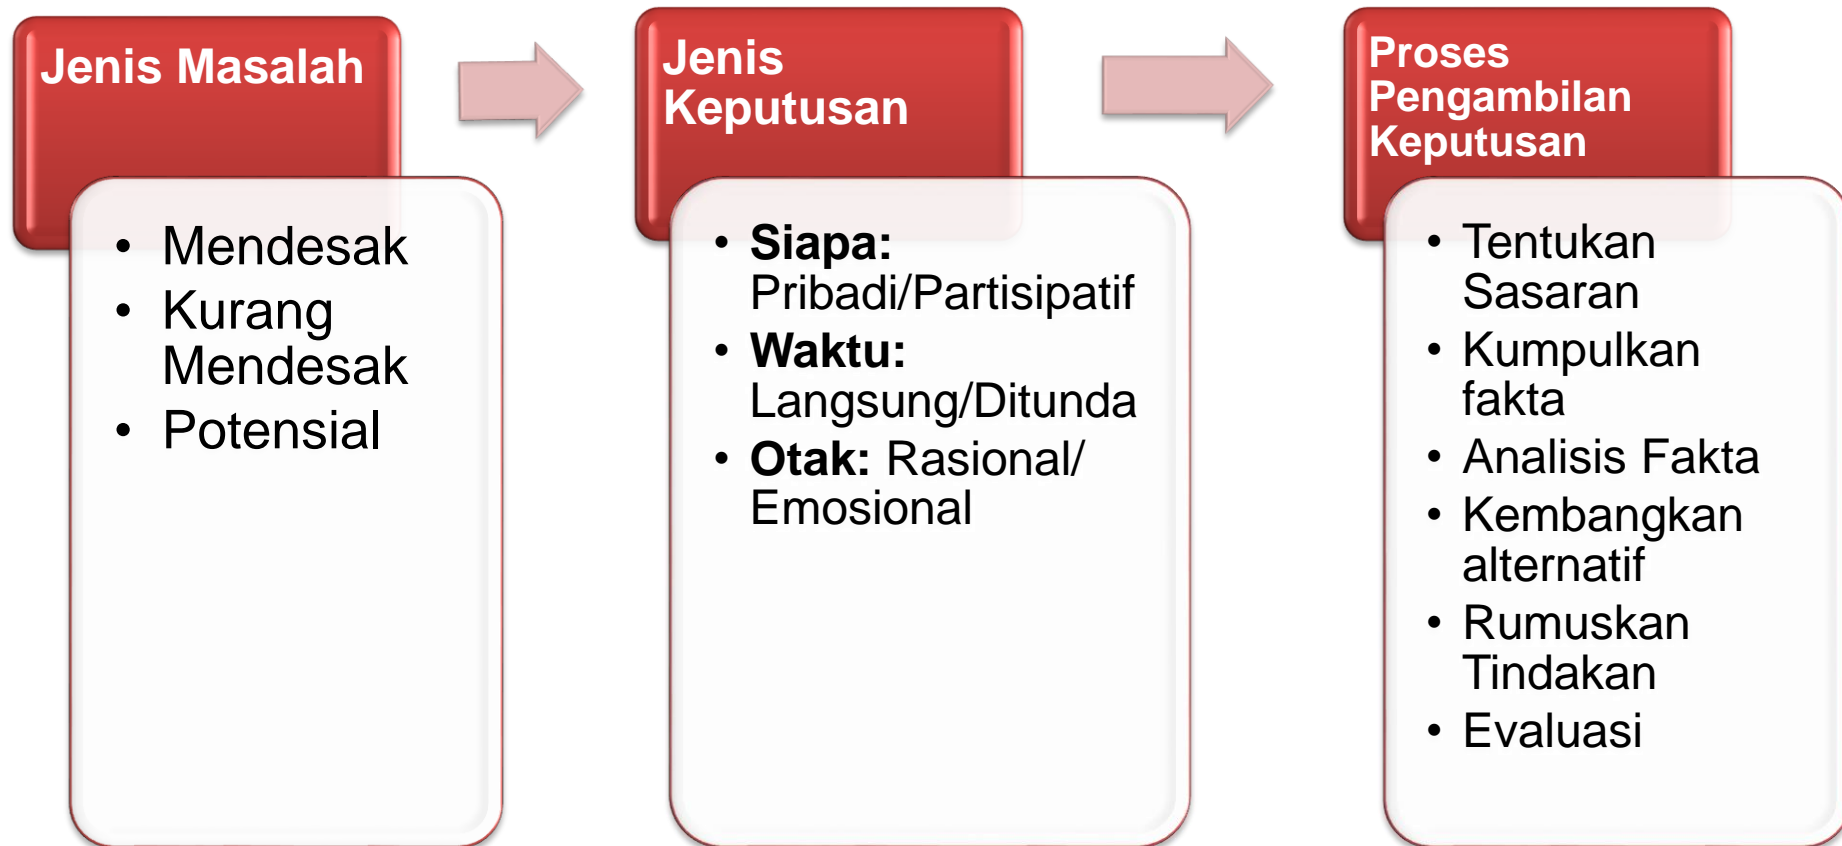 Jenis Masalah
• Mendesak
• Kurang
Mendesak
• Potensial
Jenis
Keputusan
• Siapa:
Pribadi/Partisipatif
• Waktu:
Langsung/Ditunda
• Otak: Rasional/
Emosional
Proses
Pengambilan
Keputusan
• Tentukan
Sasaran
• Kumpulkan
fakta
• Analisis Fakta
• Kembangkan
alternatif
• Rumuskan
Tindakan
• Evaluasi